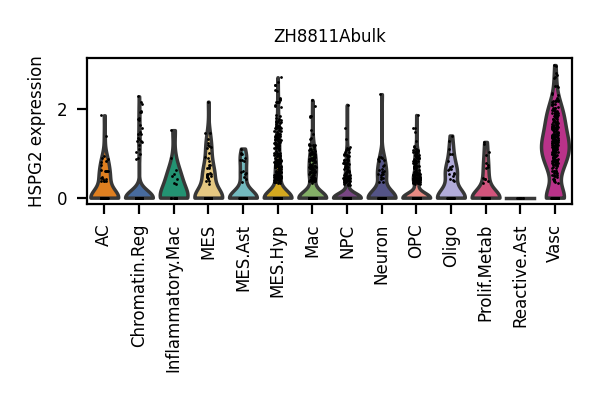 ZH8811Abulk
HSPG2 expression
2
0
AC
Chromatin.Reg
Inflammatory.Mac
MES
MES.Ast
MES.Hyp
Mac
NPC
Neuron
OPC
Oligo
Prolif.Metab
Reactive.Ast
Vasc